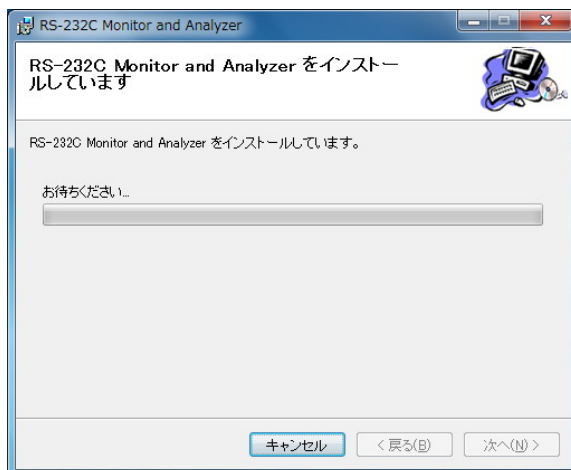 RS-232C Monitor and Analyzer
RS-232C Monitor and Analyzer をインストー
ルしています
RS-232C Monitor and Analyzer をインストールしています。
お待ちください...
キャンセル
< 戻る(B)
次へ(N) >